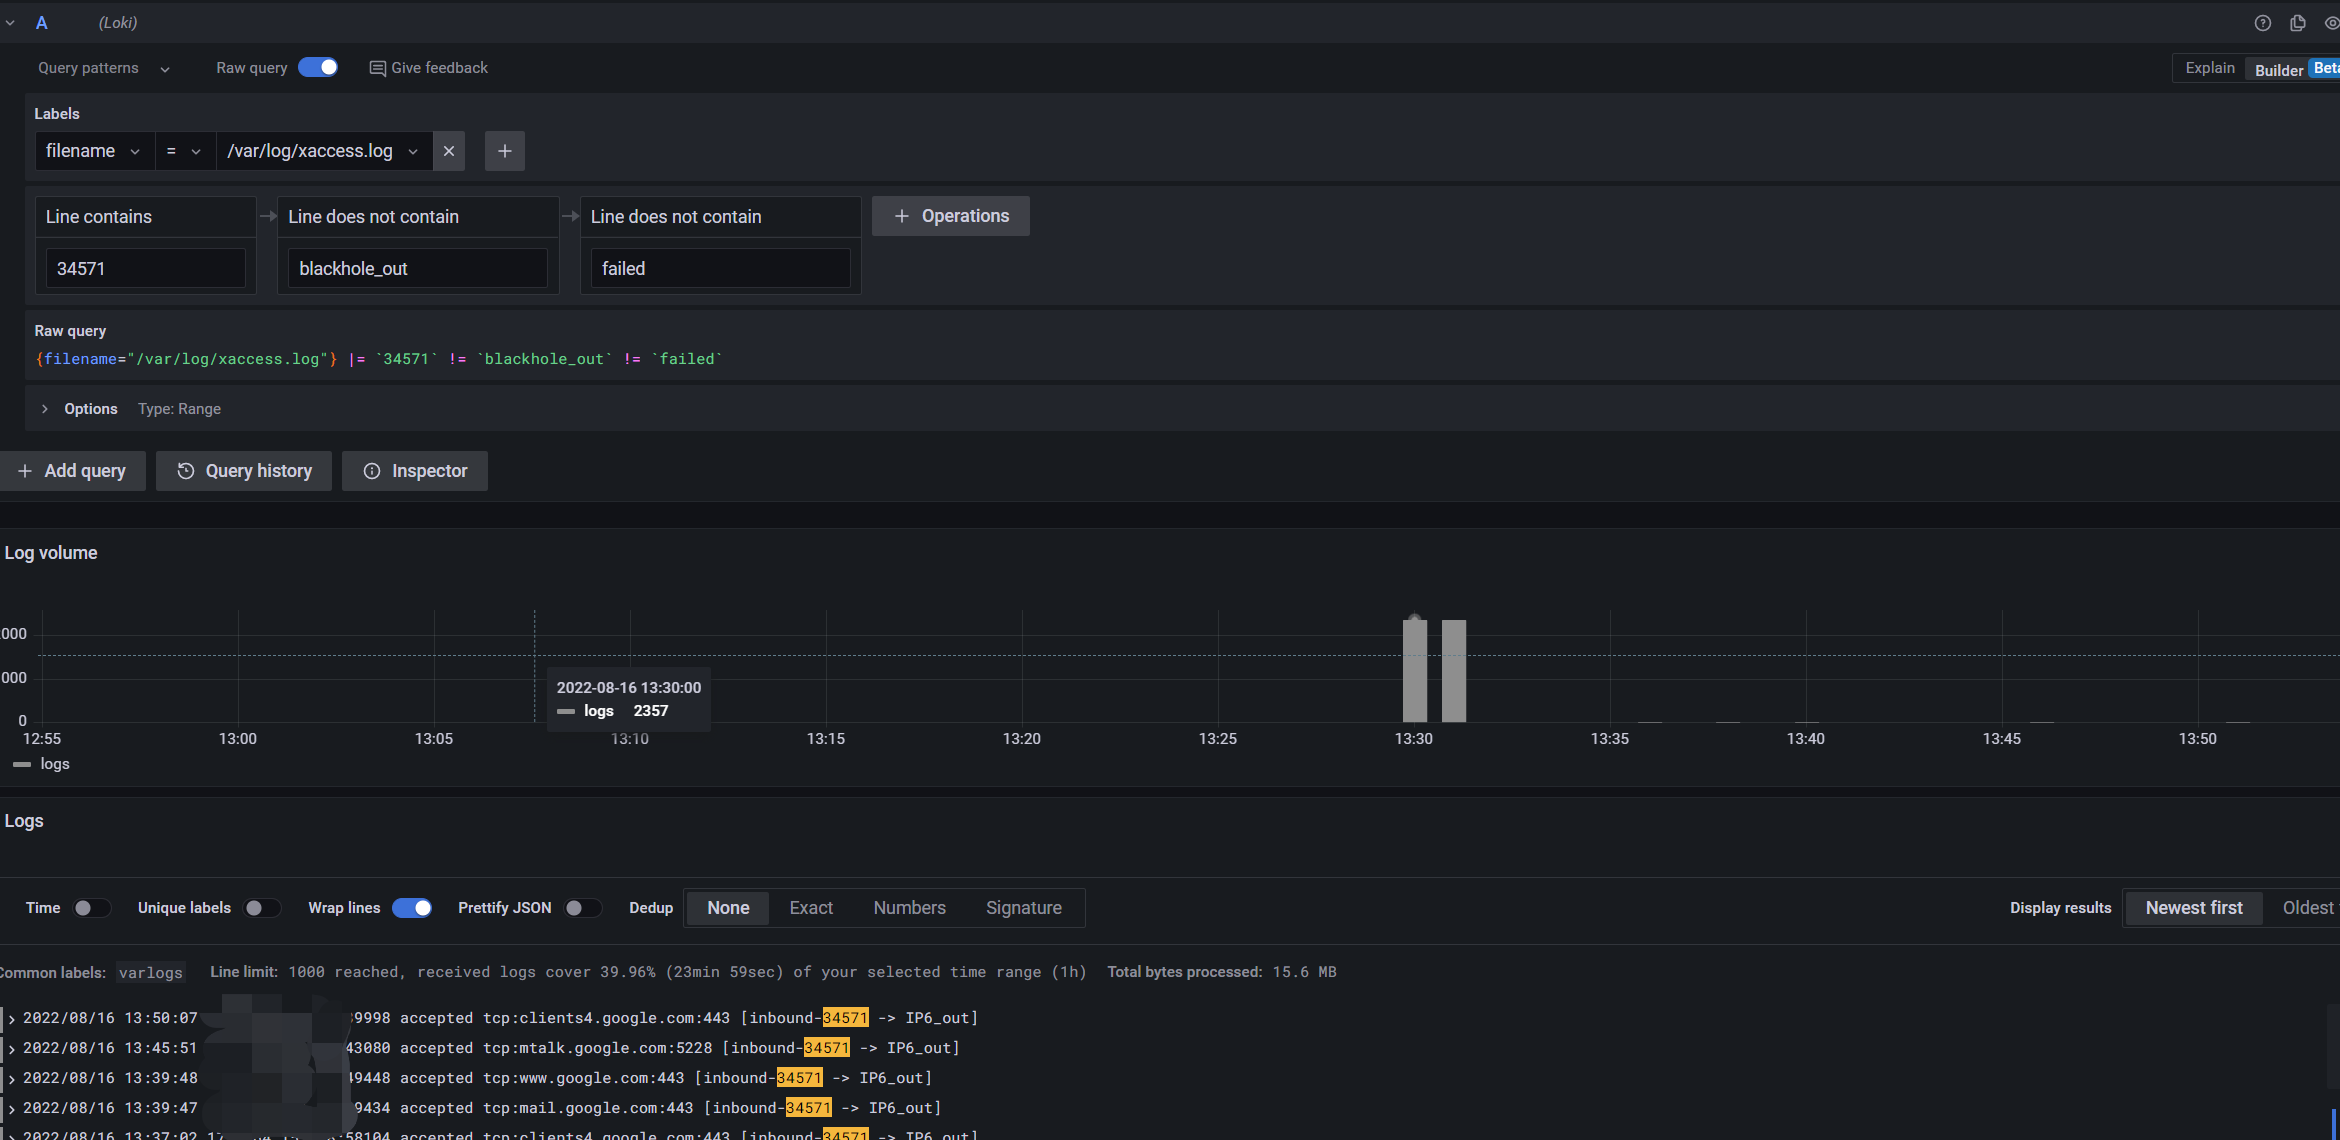 A (Loki)
Query patterns Raw query Give feedback Explain Builder Beta
Labels
filename = /var/log/xaccess.log
Line contains Line does not contain Line does not contain + Operations
34571 blackhole_out failed
Raw query
{filename="/var/log/xaccess.log"} |= `34571` != `blackhole_out` != `failed`
Options Type: Range
+ Add query Query history Inspector
Log volume
000
000
0
2022-08-16 13:30:00
logs 2357
12:55 13:00 13:05 13:10 13:15 13:20 13:25 13:30 13:35 13:40 13:45 13:50
logs
Logs
Time Unique labels Wrap lines Prettify JSON Dedup None Exact Numbers Signature Display results Newest first Oldest
Common labels: varlogs Line limit: 1000 reached, received logs cover 39.96% (23min 59sec) of your selected time range (1h) Total bytes processed: 15.6 MB
2022/08/16 13:50:07 9998 accepted tcp:clients4.google.com:443 [inbound-34571 -> IP6_out]
2022/08/16 13:45:51 43080 accepted tcp:mtalk.google.com:5228 [inbound-34571 -> IP6_out]
2022/08/16 13:39:48 49448 accepted tcp:www.google.com:443 [inbound-34571 -> IP6_out]
2022/08/16 13:39:47 9434 accepted tcp:mail.google.com:443 [inbound-34571 -> IP6_out]
2022/08/16 13:37:02 :58104 accepted tcp:clients4.google.com:443 [inbound-34571 -> IP6_out]